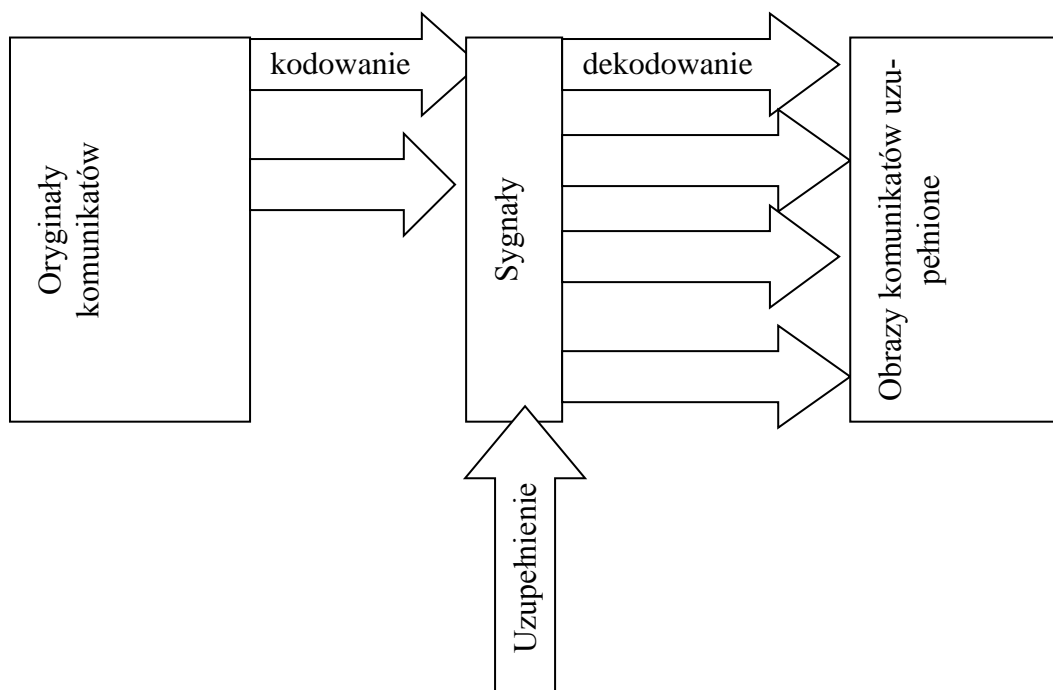 kodowanie
dekodowanie
Oryginały
komunikatów
Sygnały
Obrazy komunikatów uzu-
pełnione
Uzupełnienie